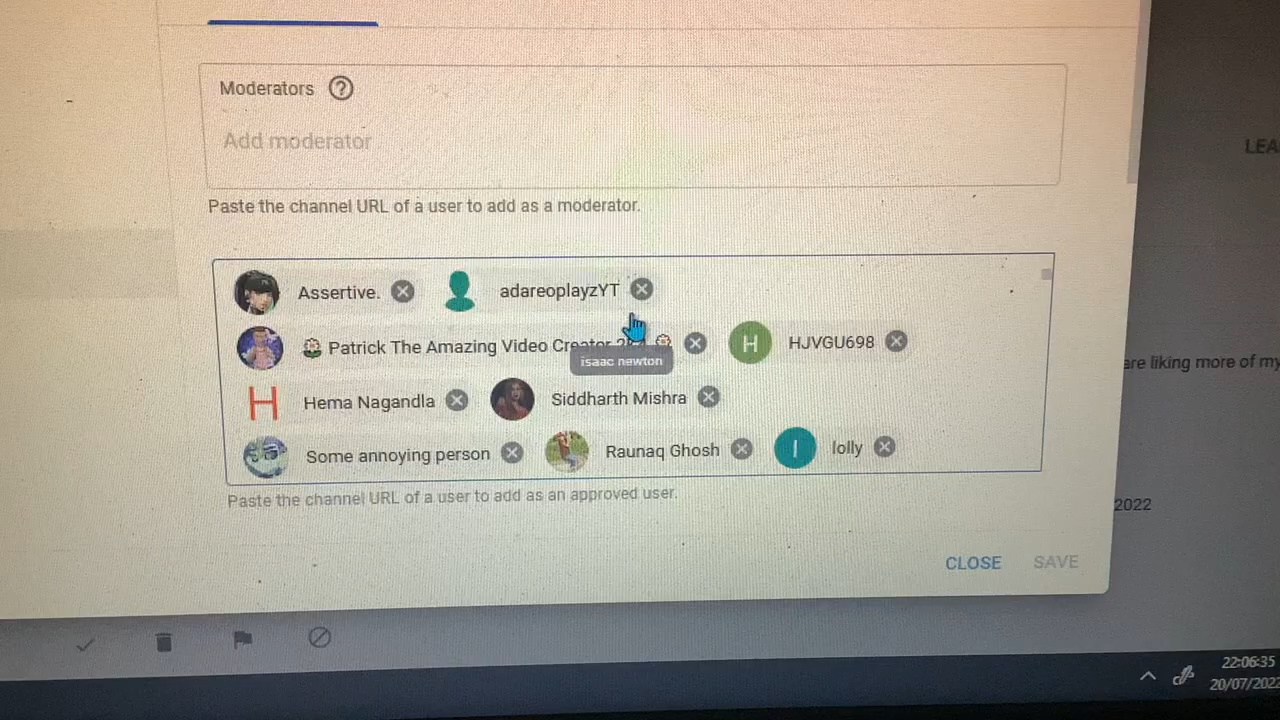 LEA
Moderators ?
Add moderator
Paste the channel URL of a user to add as a moderator.
Assertive. adareoplayzYT
Patrick The Amazing Video Creator
H HJVGU698
isaac newton
are liking more of my
H Hema Nagandla Siddharth Mishra
Some annoying person Raunaq Ghosh l lolly
Paste the channel URL of a user to add as an approved user.
2022
CLOSE SAVE
22:06:35
20/07/2022